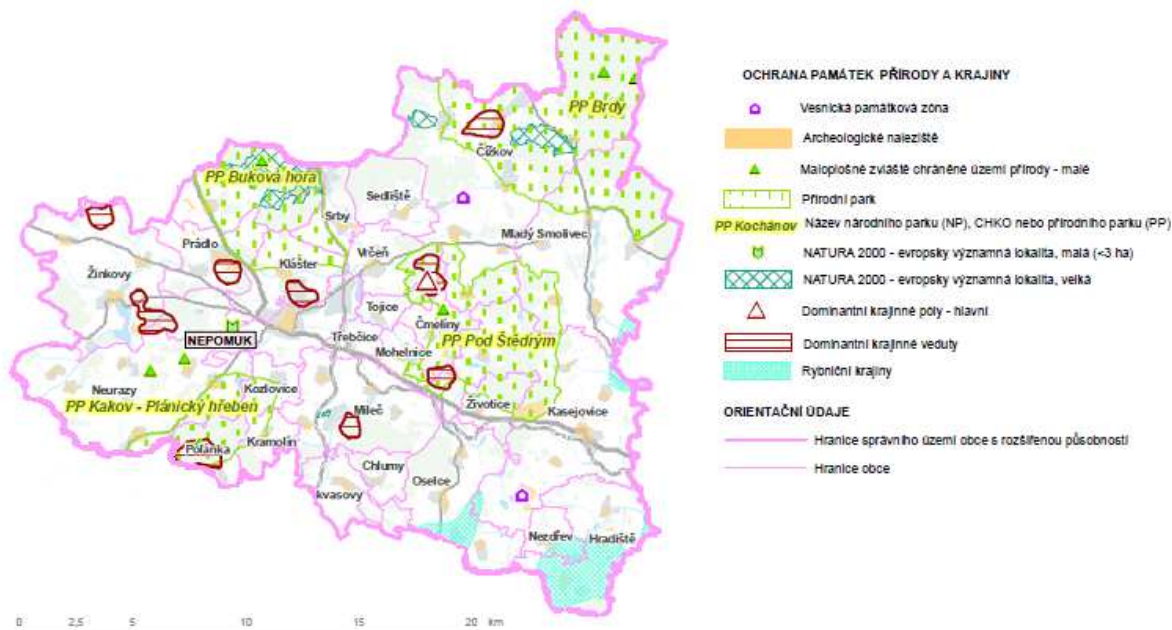 PP Brdy
Čížkov
PP Buková hora
Sedliště
Srby
Mladý Smolivec
Prádlo
Vrčeň
Klášter
Žinkovy
Tojice
Čmelíny
NEPOMUK
Třebčice
PP Pod Štědrým
Mohelnice
Neurazy
Kozlovice
PP Kakov - Plánický hřeben
Životice
Mileč
Kasejovice
Polánka
Kramolín
Chlumy
Oselce
kvasovy
Nezdřev
Hradiště
0 2,5 5 10 15 20 km
OCHRANA PAMÁTEK PŘÍRODY A KRAJINY
Vesnická památková zóna
Archeologické naleziště
Maloplošné zvláště chráněné území přírody - malé
Přírodní park
PP Kochánov Název národního parku (NP), CHKO nebo přírodního parku (PP)
NATURA 2000 - evropsky významná lokalita, malá (<3 ha)
NATURA 2000 - evropsky významná lokalita, velká
Dominantní krajinné póly - hlavní
Dominantní krajinné veduty
Rybniční krajiny
ORIENTAČNÍ ÚDAJE
Hranice správního území obce s rozšířenou působností
Hranice obce